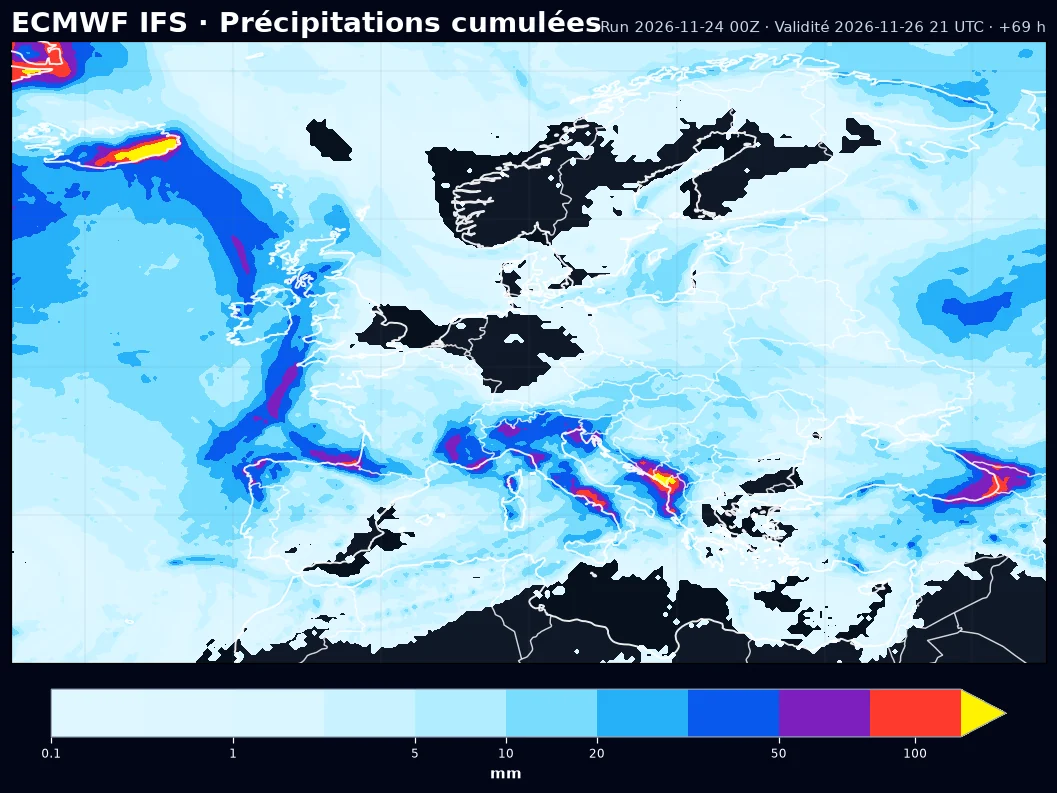 ECMWF IFS · Précipitations cumulées
Run 2026-11-24 00Z · Validité 2026-11-26 21 UTC · +69 h
0.1 1 5 10 20 50 100
mm